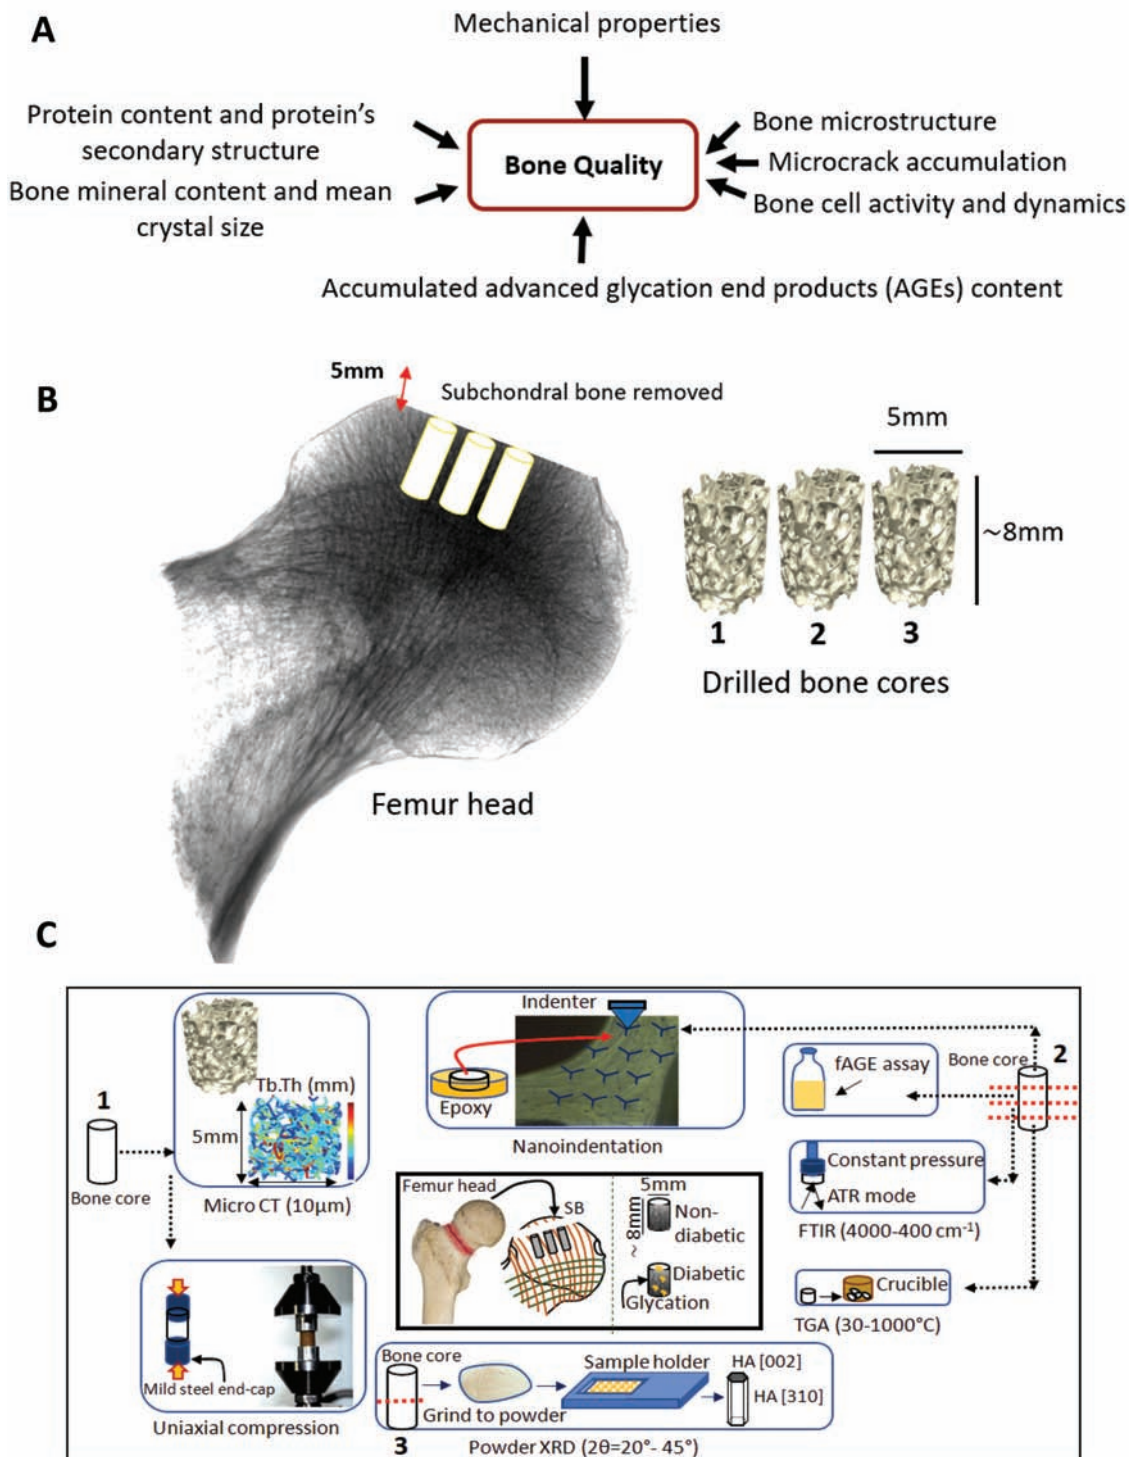 A
Mechanical properties
Protein content and protein's
secondary structure
Bone mineral content and mean
crystal size
Bone Quality
Bone microstructure
Microcrack accumulation
Bone cell activity and dynamics
Accumulated advanced glycation end products (AGEs) content
B
5mm
Subchondral bone removed
5mm
~8mm
1
2
3
Drilled bone cores
Femur head
C
1
Bone core
Tb.Th (mm)
5mm
Micro CT (10μm)
Indenter
Epoxy
Nanoindentation
Bone core
2
fAGE assay
Constant pressure
ATR mode
FTIR (4000-400 cm⁻¹)
Crucible
TGA (30-1000°C)
Femur head
SB
5mm
~ 8mm
Non-
diabetic
Diabetic
Glycation
Mild steel end-cap
Uniaxial compression
Bone core
3
Grind to powder
Sample holder
HA [002]
HA [310]
Powder XRD (2θ=20°- 45°)